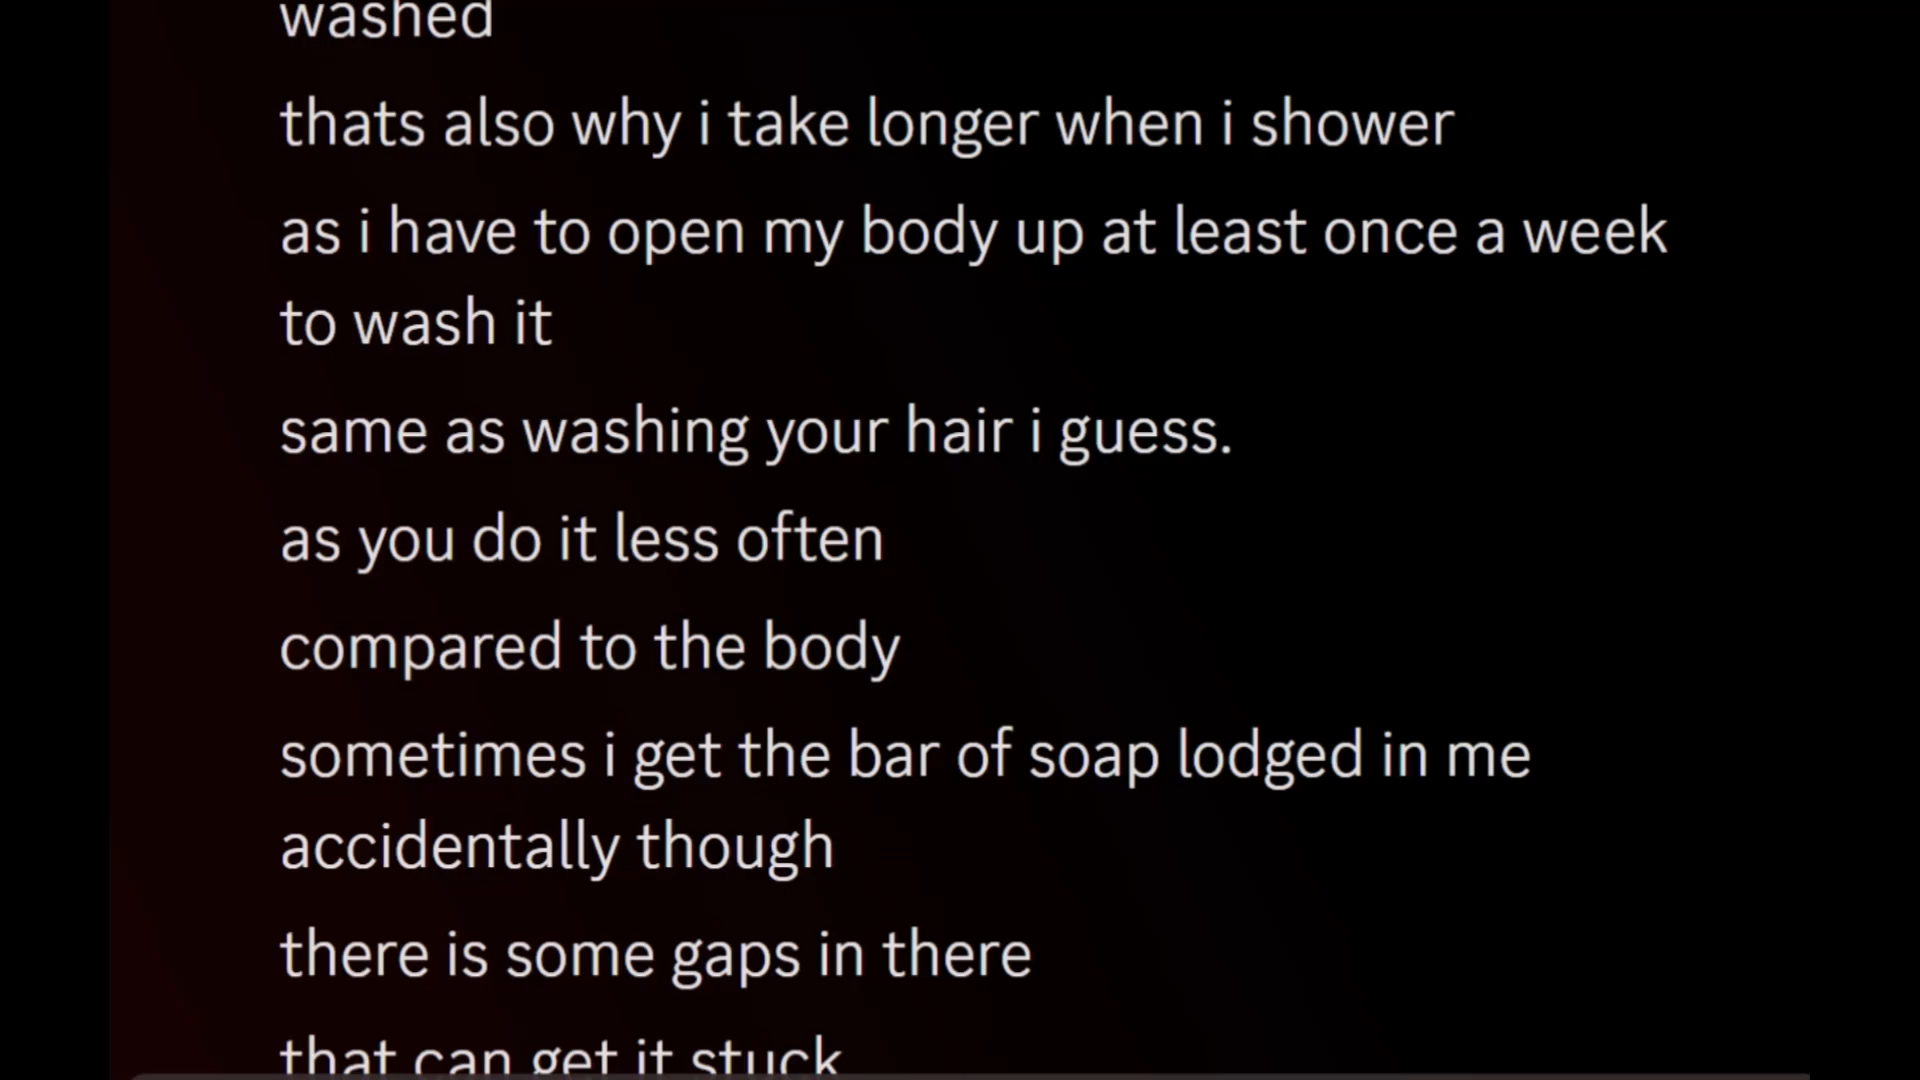 washed
thats also why i take longer when i shower
as i have to open my body up at least once a week
to wash it
same as washing your hair i guess.
as you do it less often
compared to the body
sometimes i get the bar of soap lodged in me
accidentally though
there is some gaps in there
that can get it stuck